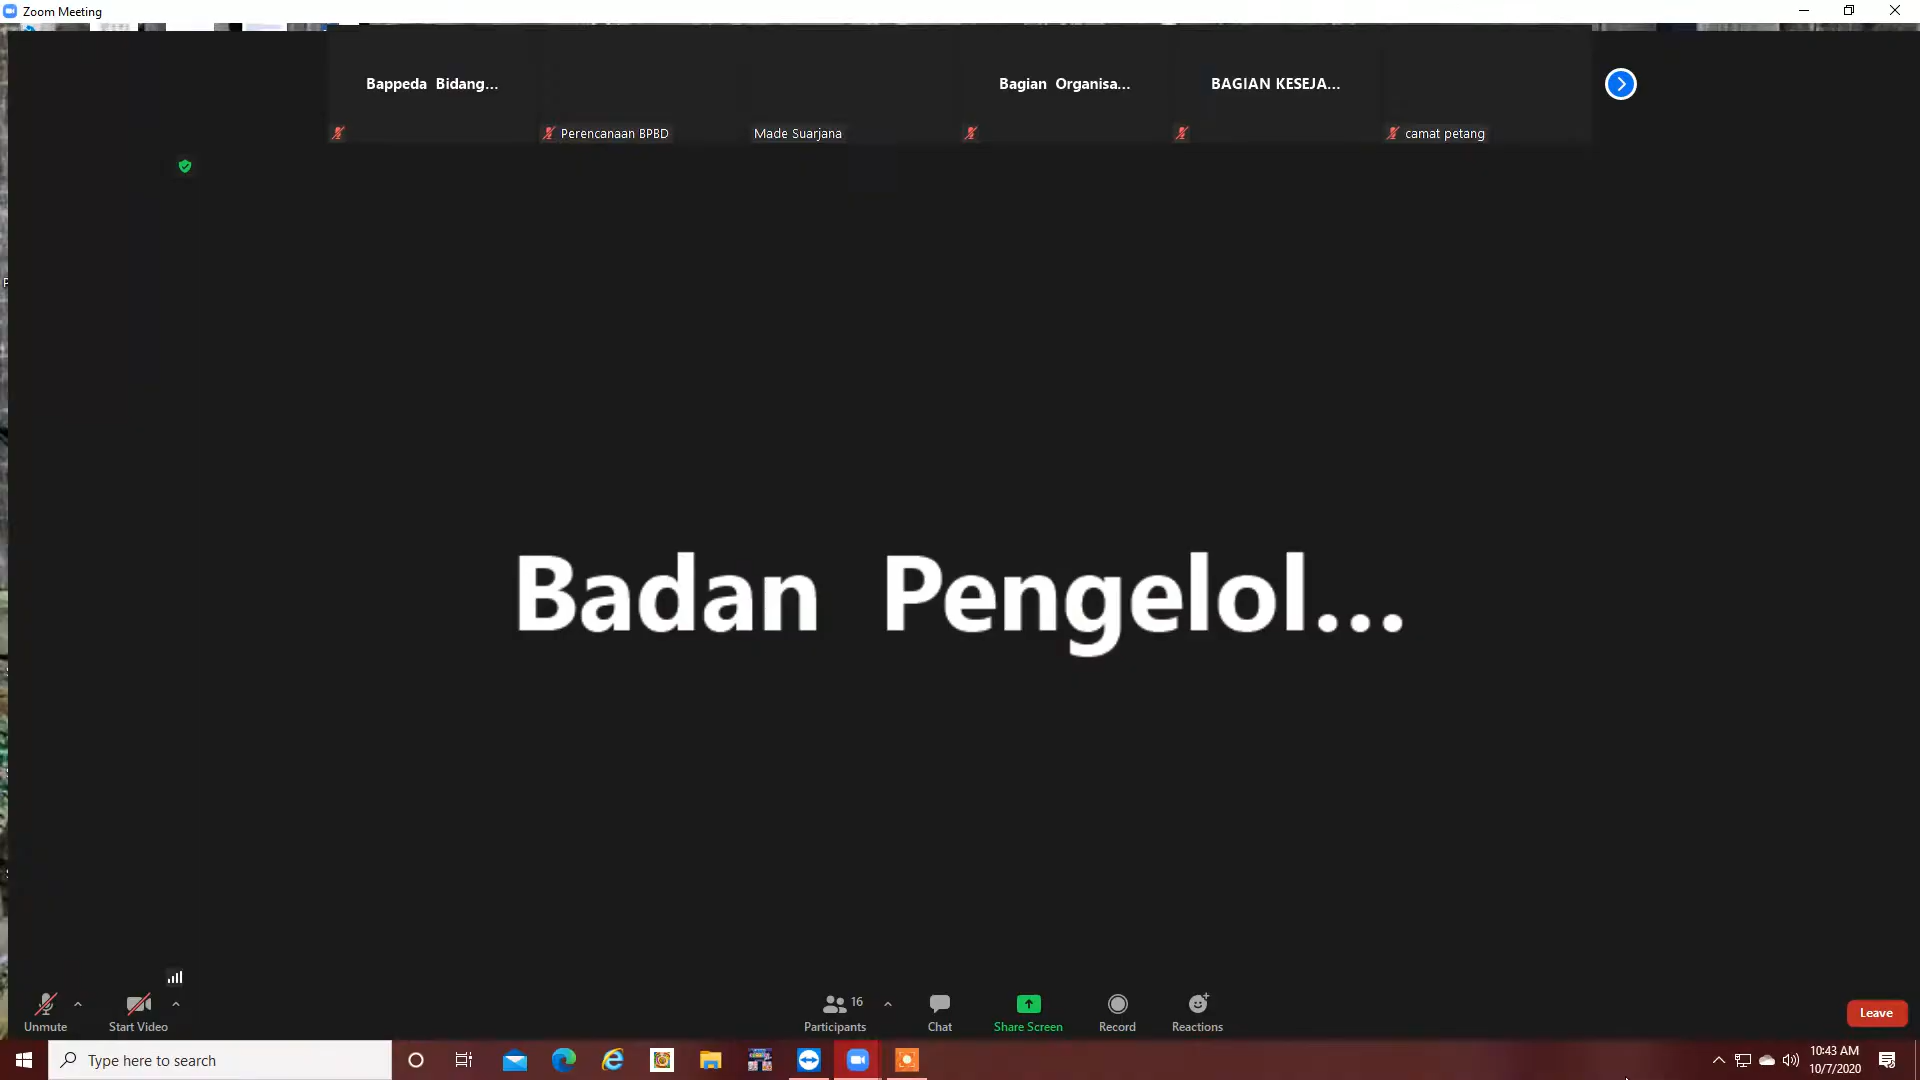 Zoom Meeting
Bappeda Bidang...
Bagian Organisa...
BAGIAN KESEJA...
Perencanaan BPBD
Made Suarjana
camat petang
Badan Pengelol...
Unmute
Start Video
16
Participants
Chat
Share Screen
Record
Reactions
Leave
Type here to search
10:43 AM
10/7/2020